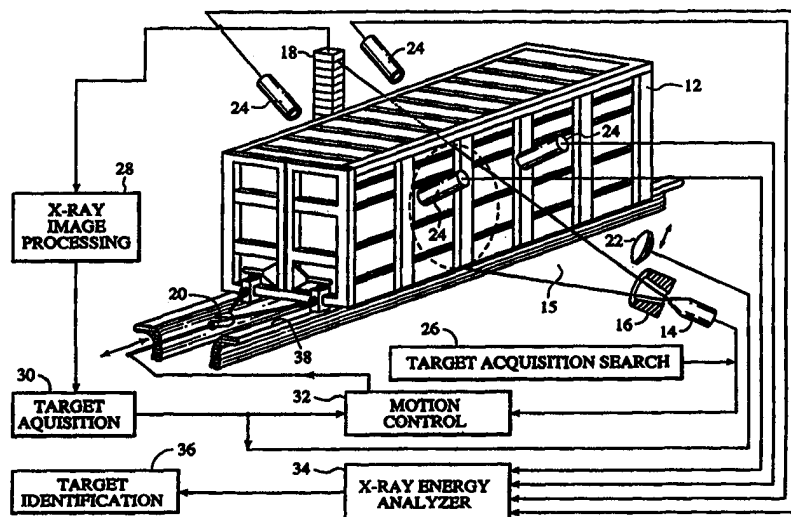 18
24
24
12
24
28
X-RAY
IMAGE
PROCESSING
24
22
20
15
16
14
38
26
TARGET ACQUISITION SEARCH
30
TARGET AQUISITION
32
MOTION
CONTROL
36
TARGET
IDENTIFICATION
34
X-RAY ENERGY
ANALYZER